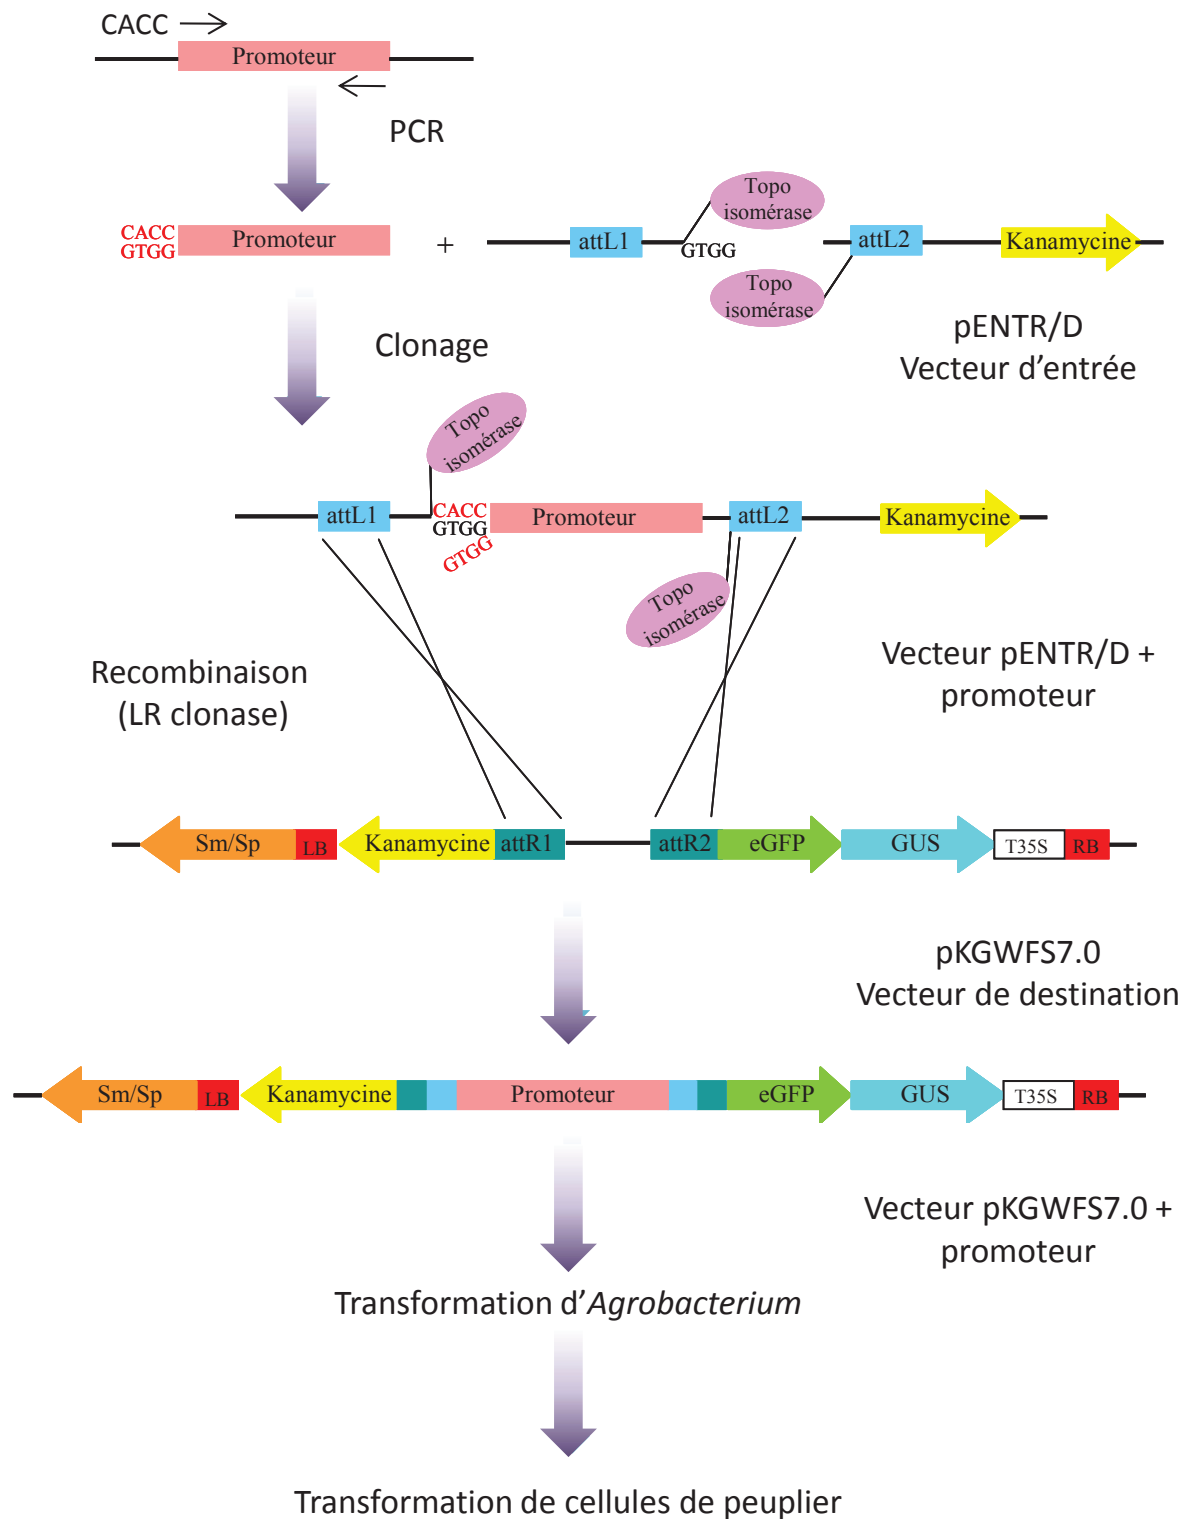 CACC
Promoteur
PCR
CACC
GTGG
Promoteur
+
attL1
GTGG
Topo
isomérase
Topo
isomérase
attL2
Kanamycine
pENTR/D
Vecteur d'entrée
Clonage
Topo
isomérase
attL1
CACC
GTGG
GTGG
Promoteur
attL2
Kanamycine
Topo
isomérase
Vecteur pENTR/D +
promoteur
Recombinaison
(LR clonase)
Sm/Sp
LB
Kanamycine
attR1
attR2
eGFP
GUS
T35S
RB
pKGWFS7.0
Vecteur de destination
Sm/Sp
LB
Kanamycine
Promoteur
eGFP
GUS
T35S
RB
Vecteur pKGWFS7.0 +
promoteur
Transformation d'Agrobacterium
Transformation de cellules de peuplier